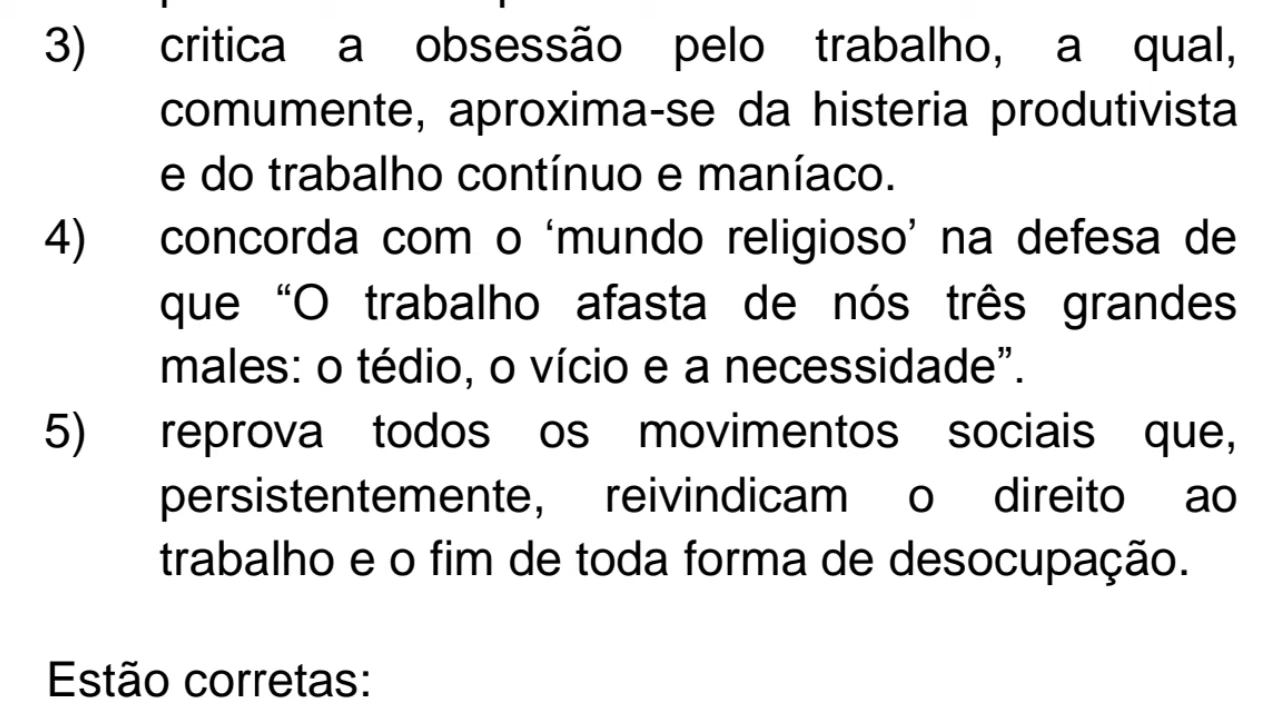 3) critica a obsessão pelo trabalho, a qual,
comumente, aproxima-se da histeria produtivista
e do trabalho contínuo e maníaco.
4) concorda com o ‘mundo religioso’ na defesa de
que “O trabalho afasta de nós três grandes
males: o tédio, o vício e a necessidade”.
5) reprova todos os movimentos sociais que,
persistentemente, reivindicam o direito ao
trabalho e o fim de toda forma de desocupação.
Estão corretas: